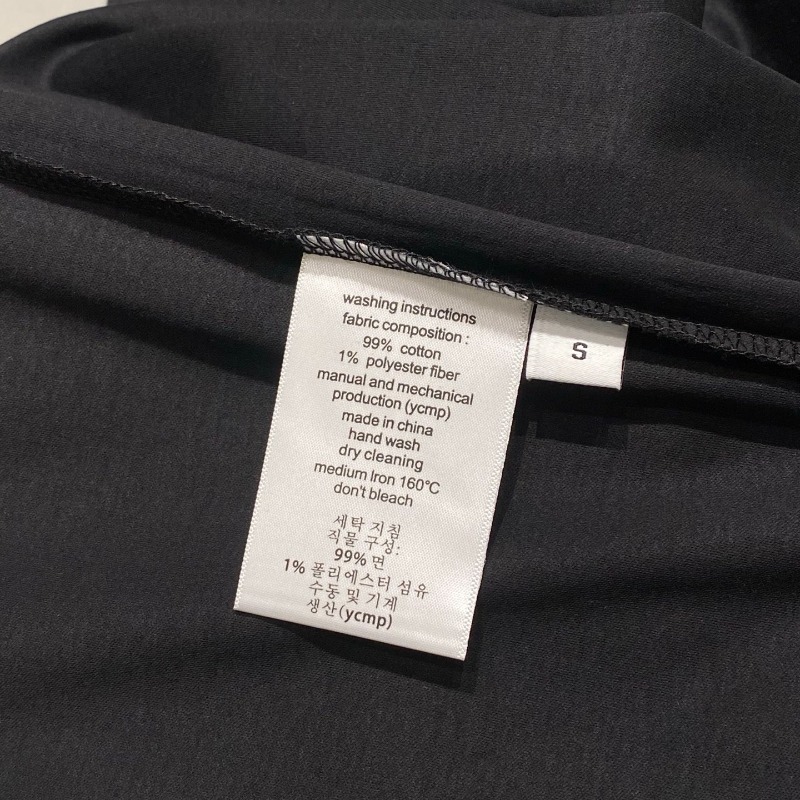 washing instructions
fabric composition :
99% cotton
1% polyester fiber
manual and mechanical
production (ycmp)
made in china
hand wash
dry cleaning
medium Iron 160°C
don't bleach
세탁 지침
직물 구성:
99% 면
1% 폴리에스터 섬유
수동 및 기계
생산(ycmp)
S